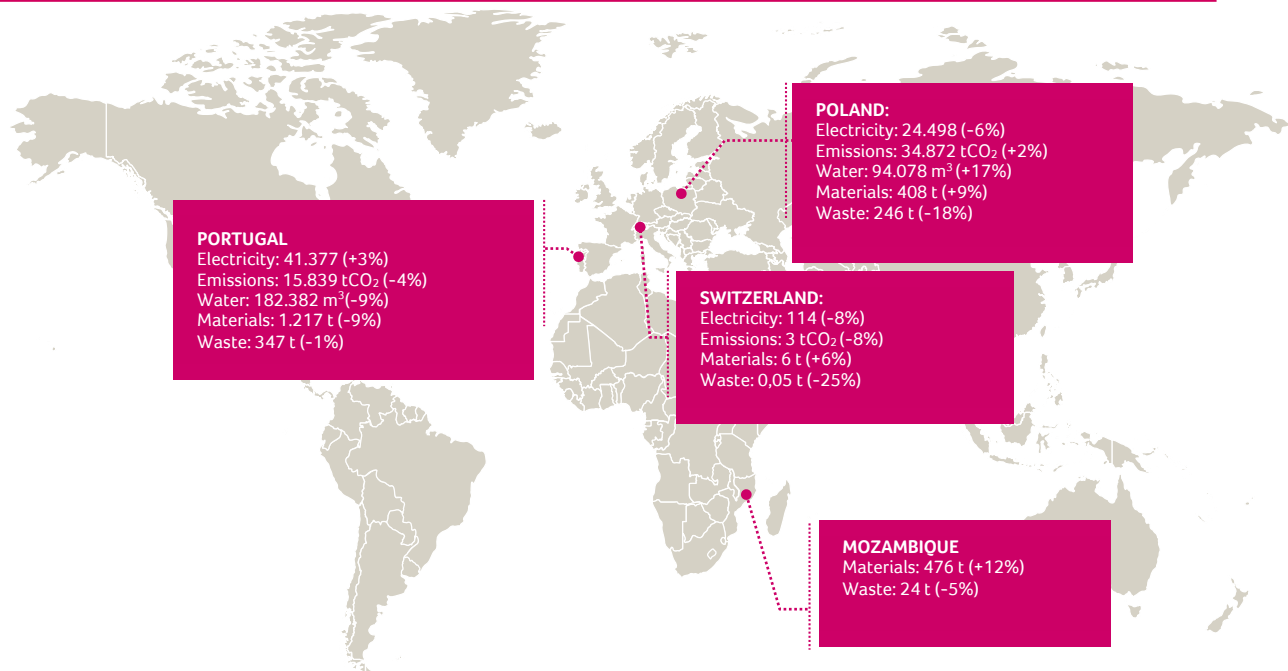 PORTUGAL
Electricity: 41.377 (+3%)
Emissions: 15.839 tCO₂ (-4%)
Water: 182.382 m³(-9%)
Materials: 1.217 t (-9%)
Waste: 347 t (-1%)
POLAND:
Electricity: 24.498 (-6%)
Emissions: 34.872 tCO₂ (+2%)
Water: 94.078 m³ (+17%)
Materials: 408 t (+9%)
Waste: 246 t (-18%)
SWITZERLAND:
Electricity: 114 (-8%)
Emissions: 3 tCO₂ (-8%)
Materials: 6 t (+6%)
Waste: 0,05 t (-25%)
MOZAMBIQUE
Materials: 476 t (+12%)
Waste: 24 t (-5%)